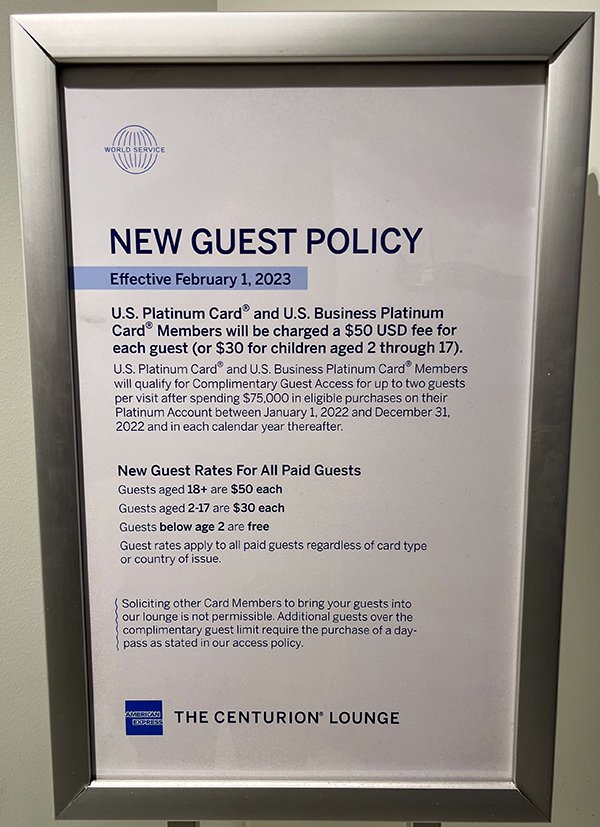 WORLD SERVICE
NEW GUEST POLICY
Effective February 1, 2023
U.S. Platinum Card® and U.S. Business Platinum
Card® Members will be charged a $50 USD fee for
each guest (or $30 for children aged 2 through 17).
U.S. Platinum Card® and U.S. Business Platinum Card® Members
will qualify for Complimentary Guest Access for up to two guests
per visit after spending $75,000 in eligible purchases on their
Platinum Account between January 1, 2022 and December 31,
2022 and in each calendar year thereafter.
New Guest Rates For All Paid Guests
Guests aged 18+ are $50 each
Guests aged 2-17 are $30 each
Guests below age 2 are free
Guest rates apply to all paid guests regardless of card type
or country of issue.
Soliciting other Card Members to bring your guests into
our lounge is not permissible. Additional guests over the
complimentary guest limit require the purchase of a day-
pass as stated in our access policy.
AMERICAN
EXPRESS
THE CENTURION® LOUNGE